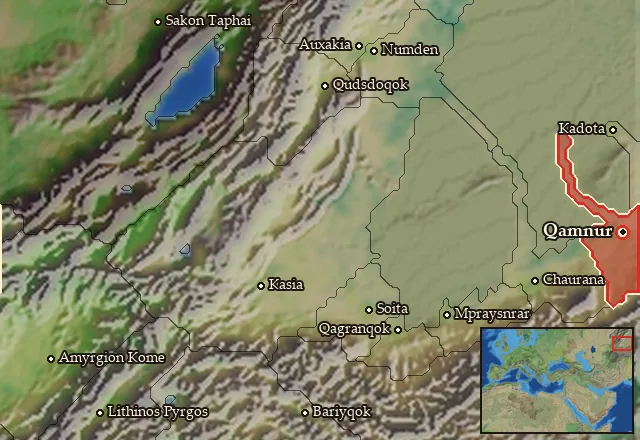 Sakon Taphai
Auxakia
Numden
Qudsdoqok
Kadota
Qamnur
Kasia
Chaurana
Soita
Mpraysnrar
Qagranqok
Amyrgion Kome
Lithinos Pyrgos
Bariyqok